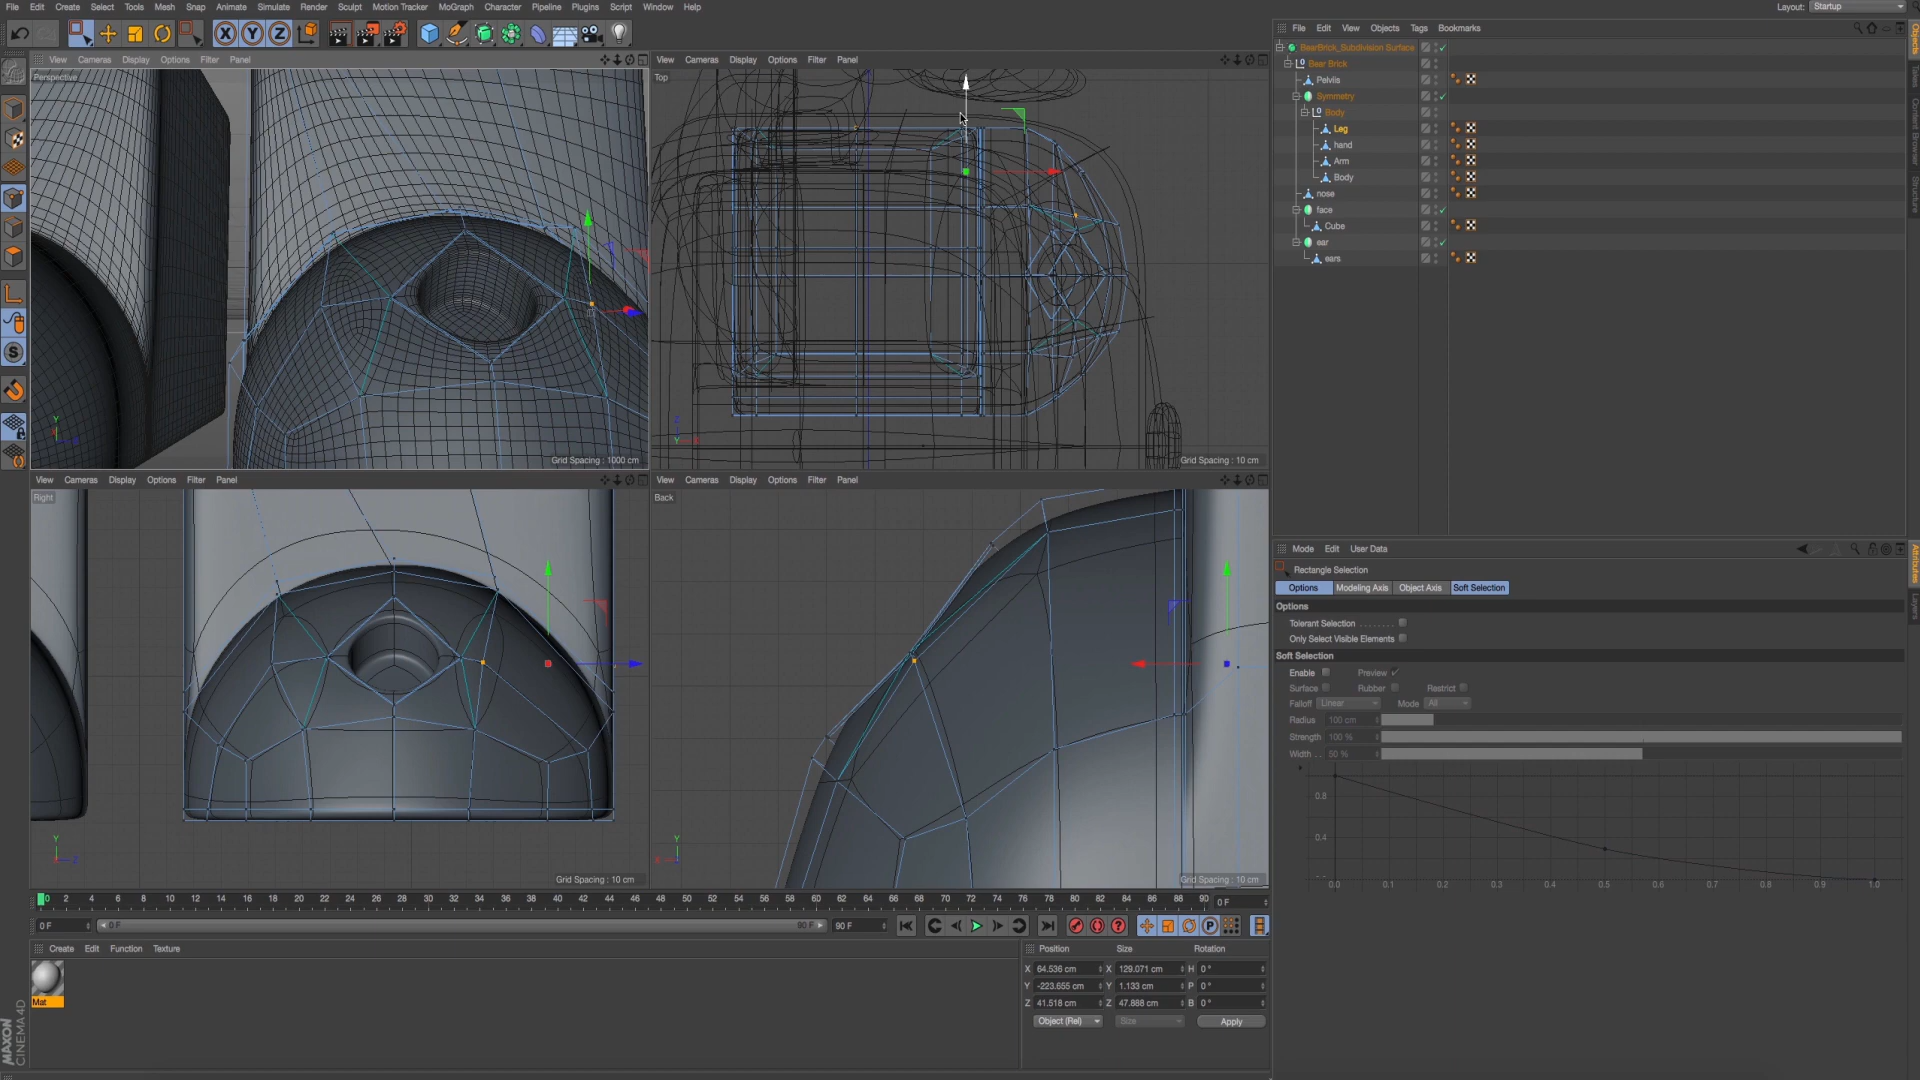 File Edit Create Select Tools Mesh Snap Animate Simulate Render Sculpt Motion Tracker MoGraph Character Pipeline Plugins Script Window Help
Layout: Startup
X Y Z
View Cameras Display Options Filter Panel
Perspective
Grid Spacing : 1000 cm
View Cameras Display Options Filter Panel
Top
Grid Spacing : 10 cm
View Cameras Display Options Filter Panel
Right
Grid Spacing : 10 cm
View Cameras Display Options Filter Panel
Back
Grid Spacing : 10 cm
File Edit View Objects Tags Bookmarks
BearBrick_Subdivision Surface
Bear Brick
Pelvils
Symmetry
Body
Leg
hand
Arm
Body
nose
face
Cube
ear
ears
Objects
Takes
Content Browser
Structure
Mode Edit User Data
Rectangle Selection
Options Modeling Axis Object Axis Soft Selection
Options
Tolerant Selection
Only Select Visible Elements
Soft Selection
Enable Preview
Surface Rubber Restrict
Falloff Linear Mode All
Radius 100 cm
Strength 100 %
Width 50 %
0.8
0.4
0.0 0.1 0.2 0.3 0.4 0.5 0.6 0.7 0.8 0.9 1.0
Attributes
Layers
0 2 4 6 8 10 12 14 16 18 20 22 24 26 28 30 32 34 36 38 40 42 44 46 48 50 52 54 56 58 60 62 64 66 68 70 72 74 76 78 80 82 84 86 88 90 0 F
0 F 0 F 90 F 90 F
Create Edit Function Texture
Mat
Position Size Rotation
X 64.536 cm X 129.071 cm H 0 °
Y -223.655 cm Y 1.133 cm P 0 °
Z 41.518 cm Z 47.888 cm B 0 °
Object (Rel) Size Apply
MAXON
CINEMA 4D